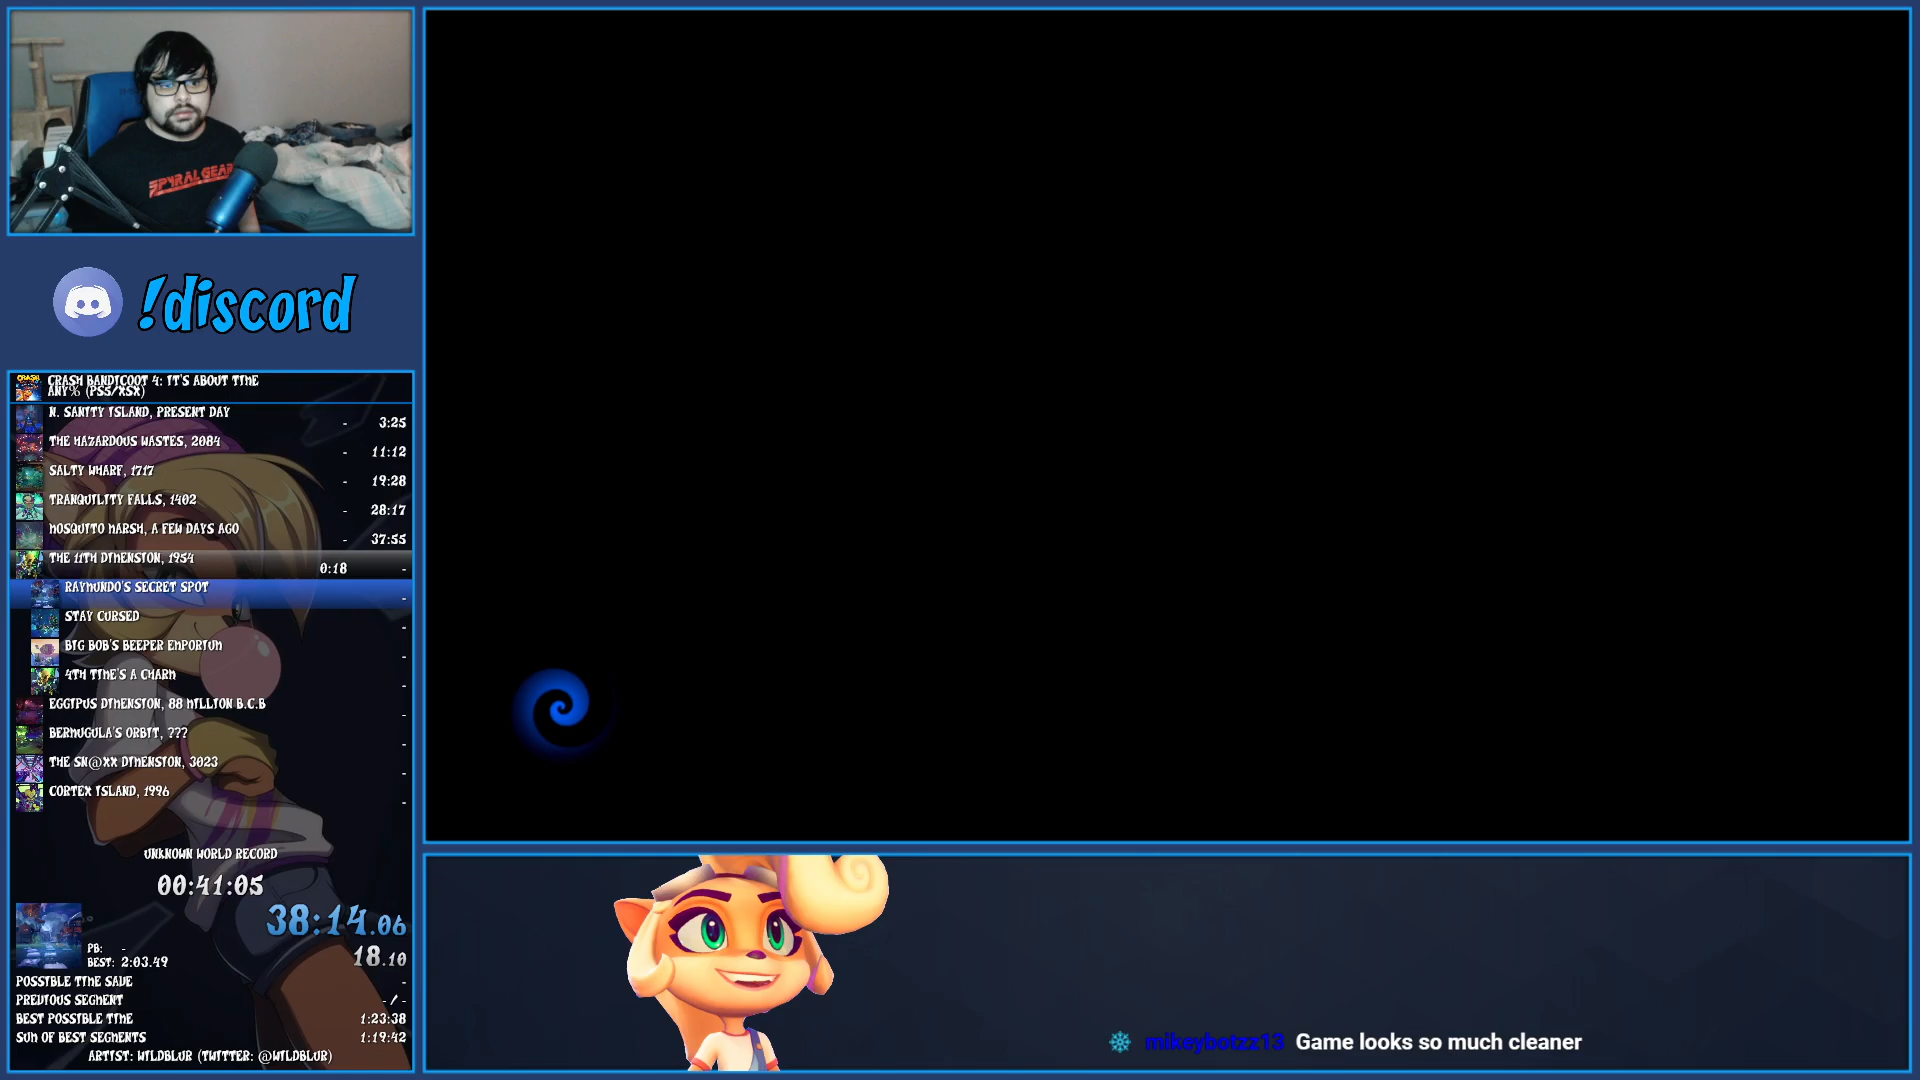 SPYRAL GEAR
!discord
CRASH BANDICOOT 4: IT'S ABOUT TIME
ANY% (PS5/XSX)
N. SANITY ISLAND, PRESENT DAY - 3:25
THE HAZARDOUS WASTES, 2084 - 11:12
SALTY WHARF, 1717 - 19:28
TRANQUILITY FALLS, 1402 - 28:17
MOSQUITO MARSH, A FEW DAYS AGO - 37:55
THE 11TH DIMENSION, 1954 0:18 -
RAYMUNDO'S SECRET SPOT -
STAY CURSED -
BIG BOB'S BEEPER EMPORIUM -
4TH TIME'S A CHARM -
EGGIPUS DIMENSION, 88 MILLION B.C.B -
BERMUGULA'S ORBIT, ??? -
THE SN@XX DIMENSION, 3023 -
CORTEX ISLAND, 1996 -
UNKNOWN WORLD RECORD
00:41:05
38:14.06
PB: -
BEST: 2:03.49
18.10
POSSIBLE TIME SAVE -
PREVIOUS SEGMENT - / -
BEST POSSIBLE TIME 1:23:38
SUM OF BEST SEGMENTS 1:19:42
ARTIST: WILDBLUR (TWITTER: @WILDBLUR)
mikeybotzz13 Game looks so much cleaner